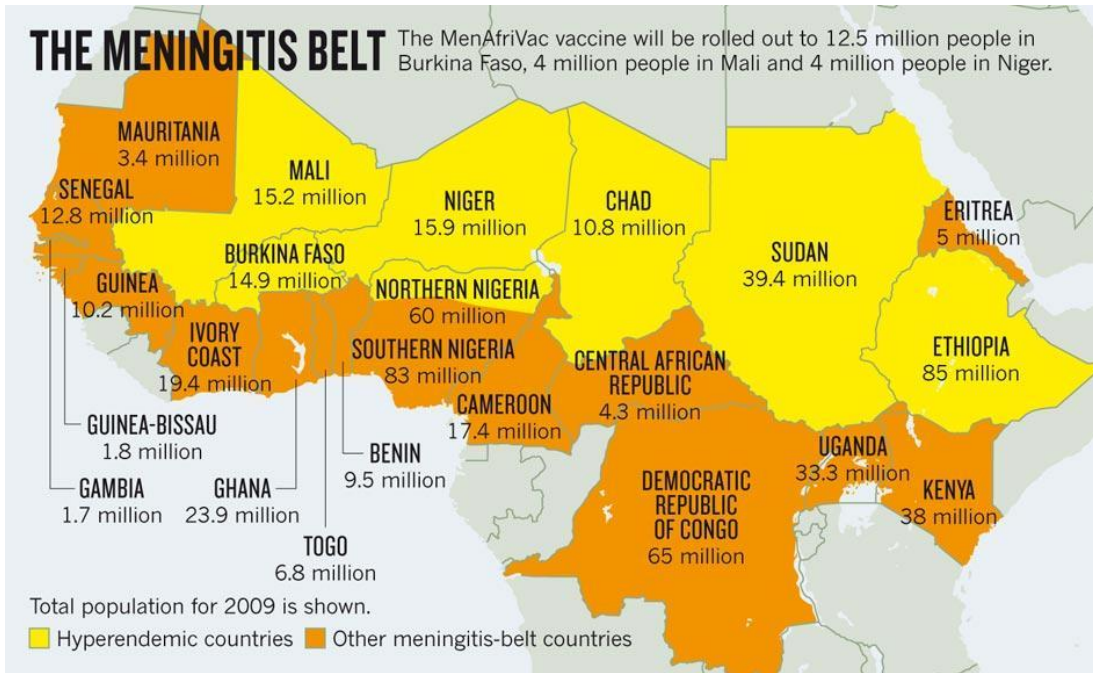 THE MENINGITIS BELT
The MenAfriVac vaccine will be rolled out to 12.5 million people in
Burkina Faso, 4 million people in Mali and 4 million people in Niger.
MAURITANIA
3.4 million
SENEGAL
12.8 million
MALI
15.2 million
NIGER
15.9 million
CHAD
10.8 million
SUDAN
39.4 million
ERITREA
5 million
BURKINA FASO
14.9 million
GUINEA
10.2 million
NORTHERN NIGERIA
60 million
IVORY
COAST
19.4 million
SOUTHERN NIGERIA
83 million
CENTRAL AFRICAN
REPUBLIC
4.3 million
ETHIOPIA
85 million
CAMEROON
17.4 million
GUINEA-BISSAU
1.8 million
BENIN
9.5 million
UGANDA
33.3 million
GAMBIA
1.7 million
GHANA
23.9 million
DEMOCRATIC
REPUBLIC
OF CONGO
65 million
KENYA
38 million
TOGO
6.8 million
Total population for 2009 is shown.
Hyperendemic countries
Other meningitis-belt countries